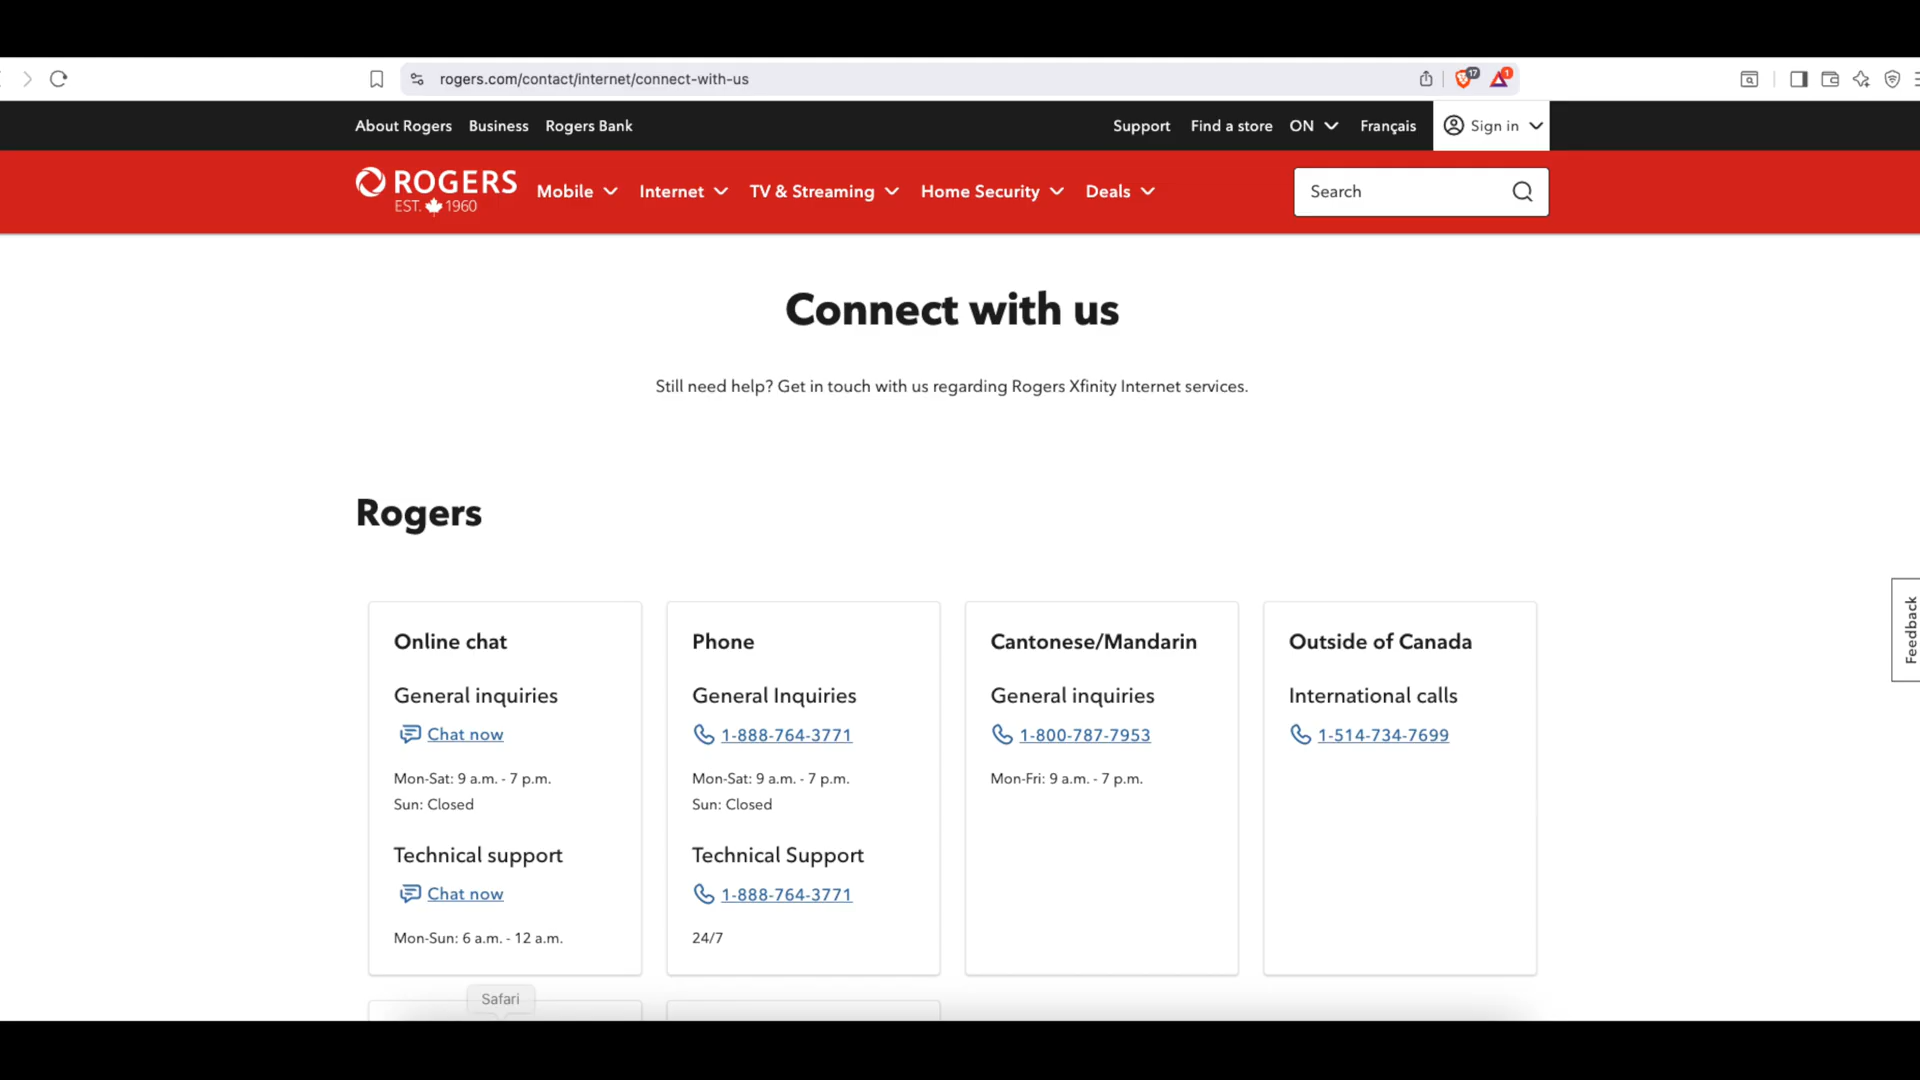 rogers.com/contact/internet/connect-with-us
17
1
About Rogers Business Rogers Bank
Support Find a store ON Français Sign in
ROGERS
EST. 1960
Mobile Internet TV & Streaming Home Security Deals
Search
Connect with us
Still need help? Get in touch with us regarding Rogers Xfinity Internet services.
Rogers
Online chat
General inquiries
Chat now
Mon-Sat: 9 a.m. - 7 p.m.
Sun: Closed
Technical support
Chat now
Mon-Sun: 6 a.m. - 12 a.m.
Phone
General Inquiries
1-888-764-3771
Mon-Sat: 9 a.m. - 7 p.m.
Sun: Closed
Technical Support
1-888-764-3771
24/7
Cantonese/Mandarin
General inquiries
1-800-787-7953
Mon-Fri: 9 a.m. - 7 p.m.
Outside of Canada
International calls
1-514-734-7699
Feedback
Safari